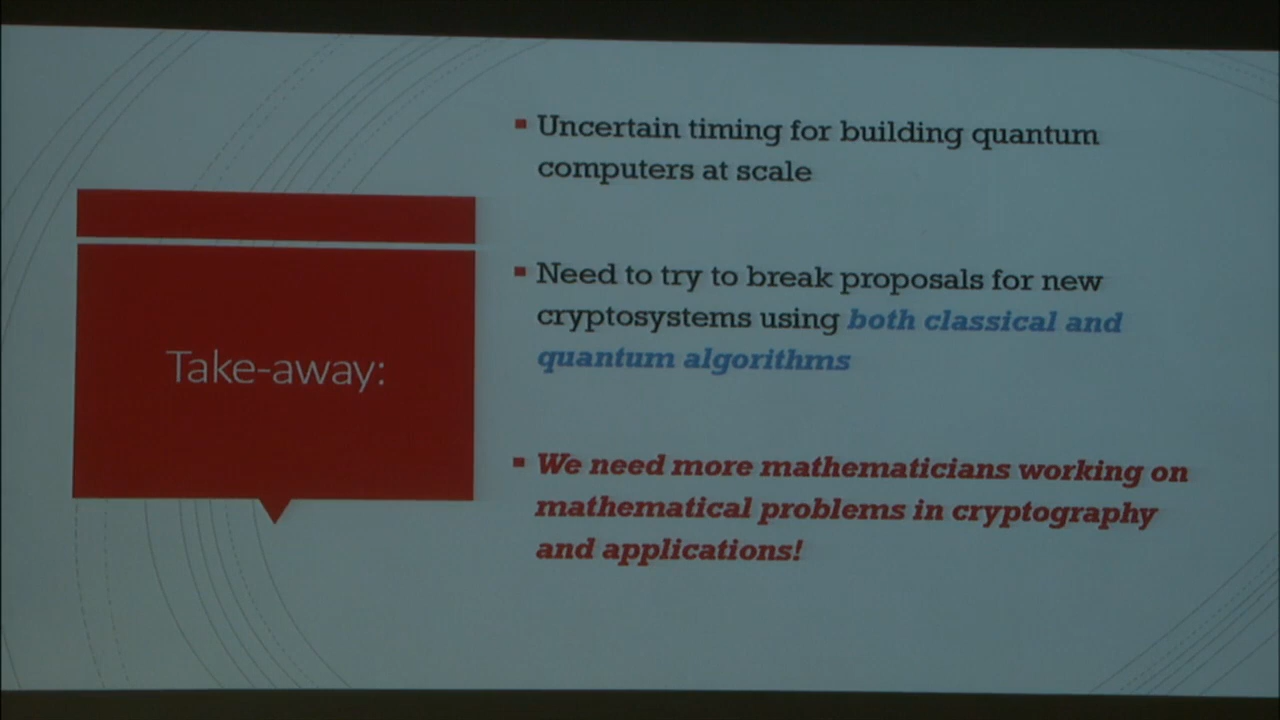 Take-away:
Uncertain timing for building quantum
computers at scale
Need to try to break proposals for new
cryptosystems using both classical and
quantum algorithms
We need more mathematicians working on
mathematical problems in cryptography
and applications!